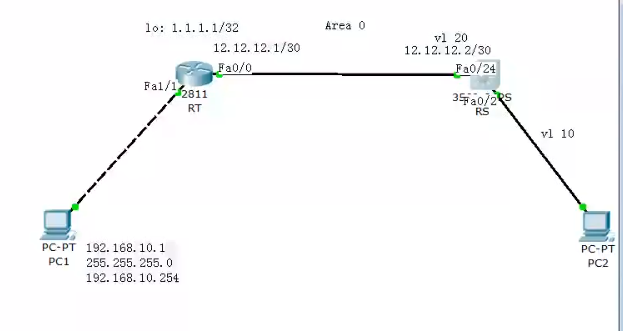 lo: 1.1.1.1/32
Area 0
12.12.12.1/30
vl 20
12.12.12.2/30
Fa0/0
Fa0/24
Fa1/1
2811
RT
Fa0/2
RS
vl 10
PC-PT
PC1
192.168.10.1
255.255.255.0
192.168.10.254
PC-PT
PC2